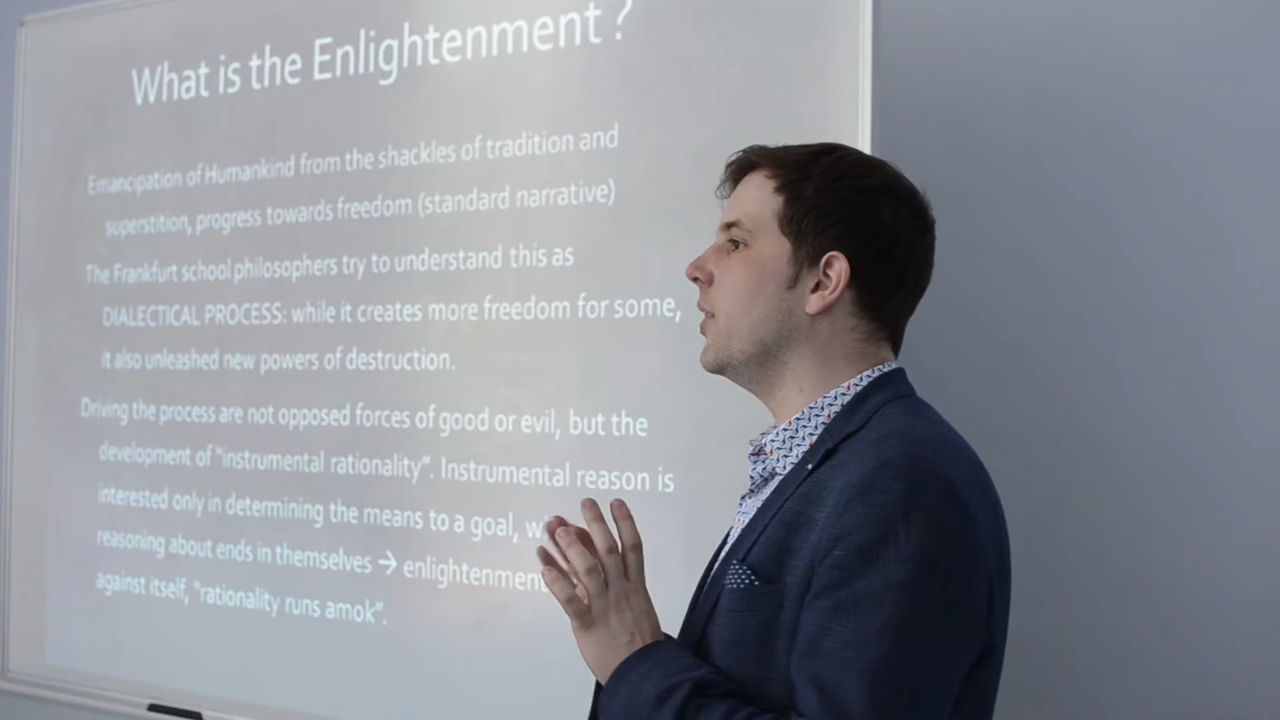 What is the Enlightenment ?
Emancipation of Humankind from the shackles of tradition and
superstition, progress towards freedom (standard narrative)
The Frankfurt school philosophers try to understand this as
DIALECTICAL PROCESS: while it creates more freedom for some,
it also unleashed new powers of destruction.
Driving the process are not opposed forces of good or evil, but the
development of "instrumental rationality". Instrumental reason is
interested only in determining the means to a goal,
reasoning about ends in themselves → enlightenment
against itself, "rationality runs amok".